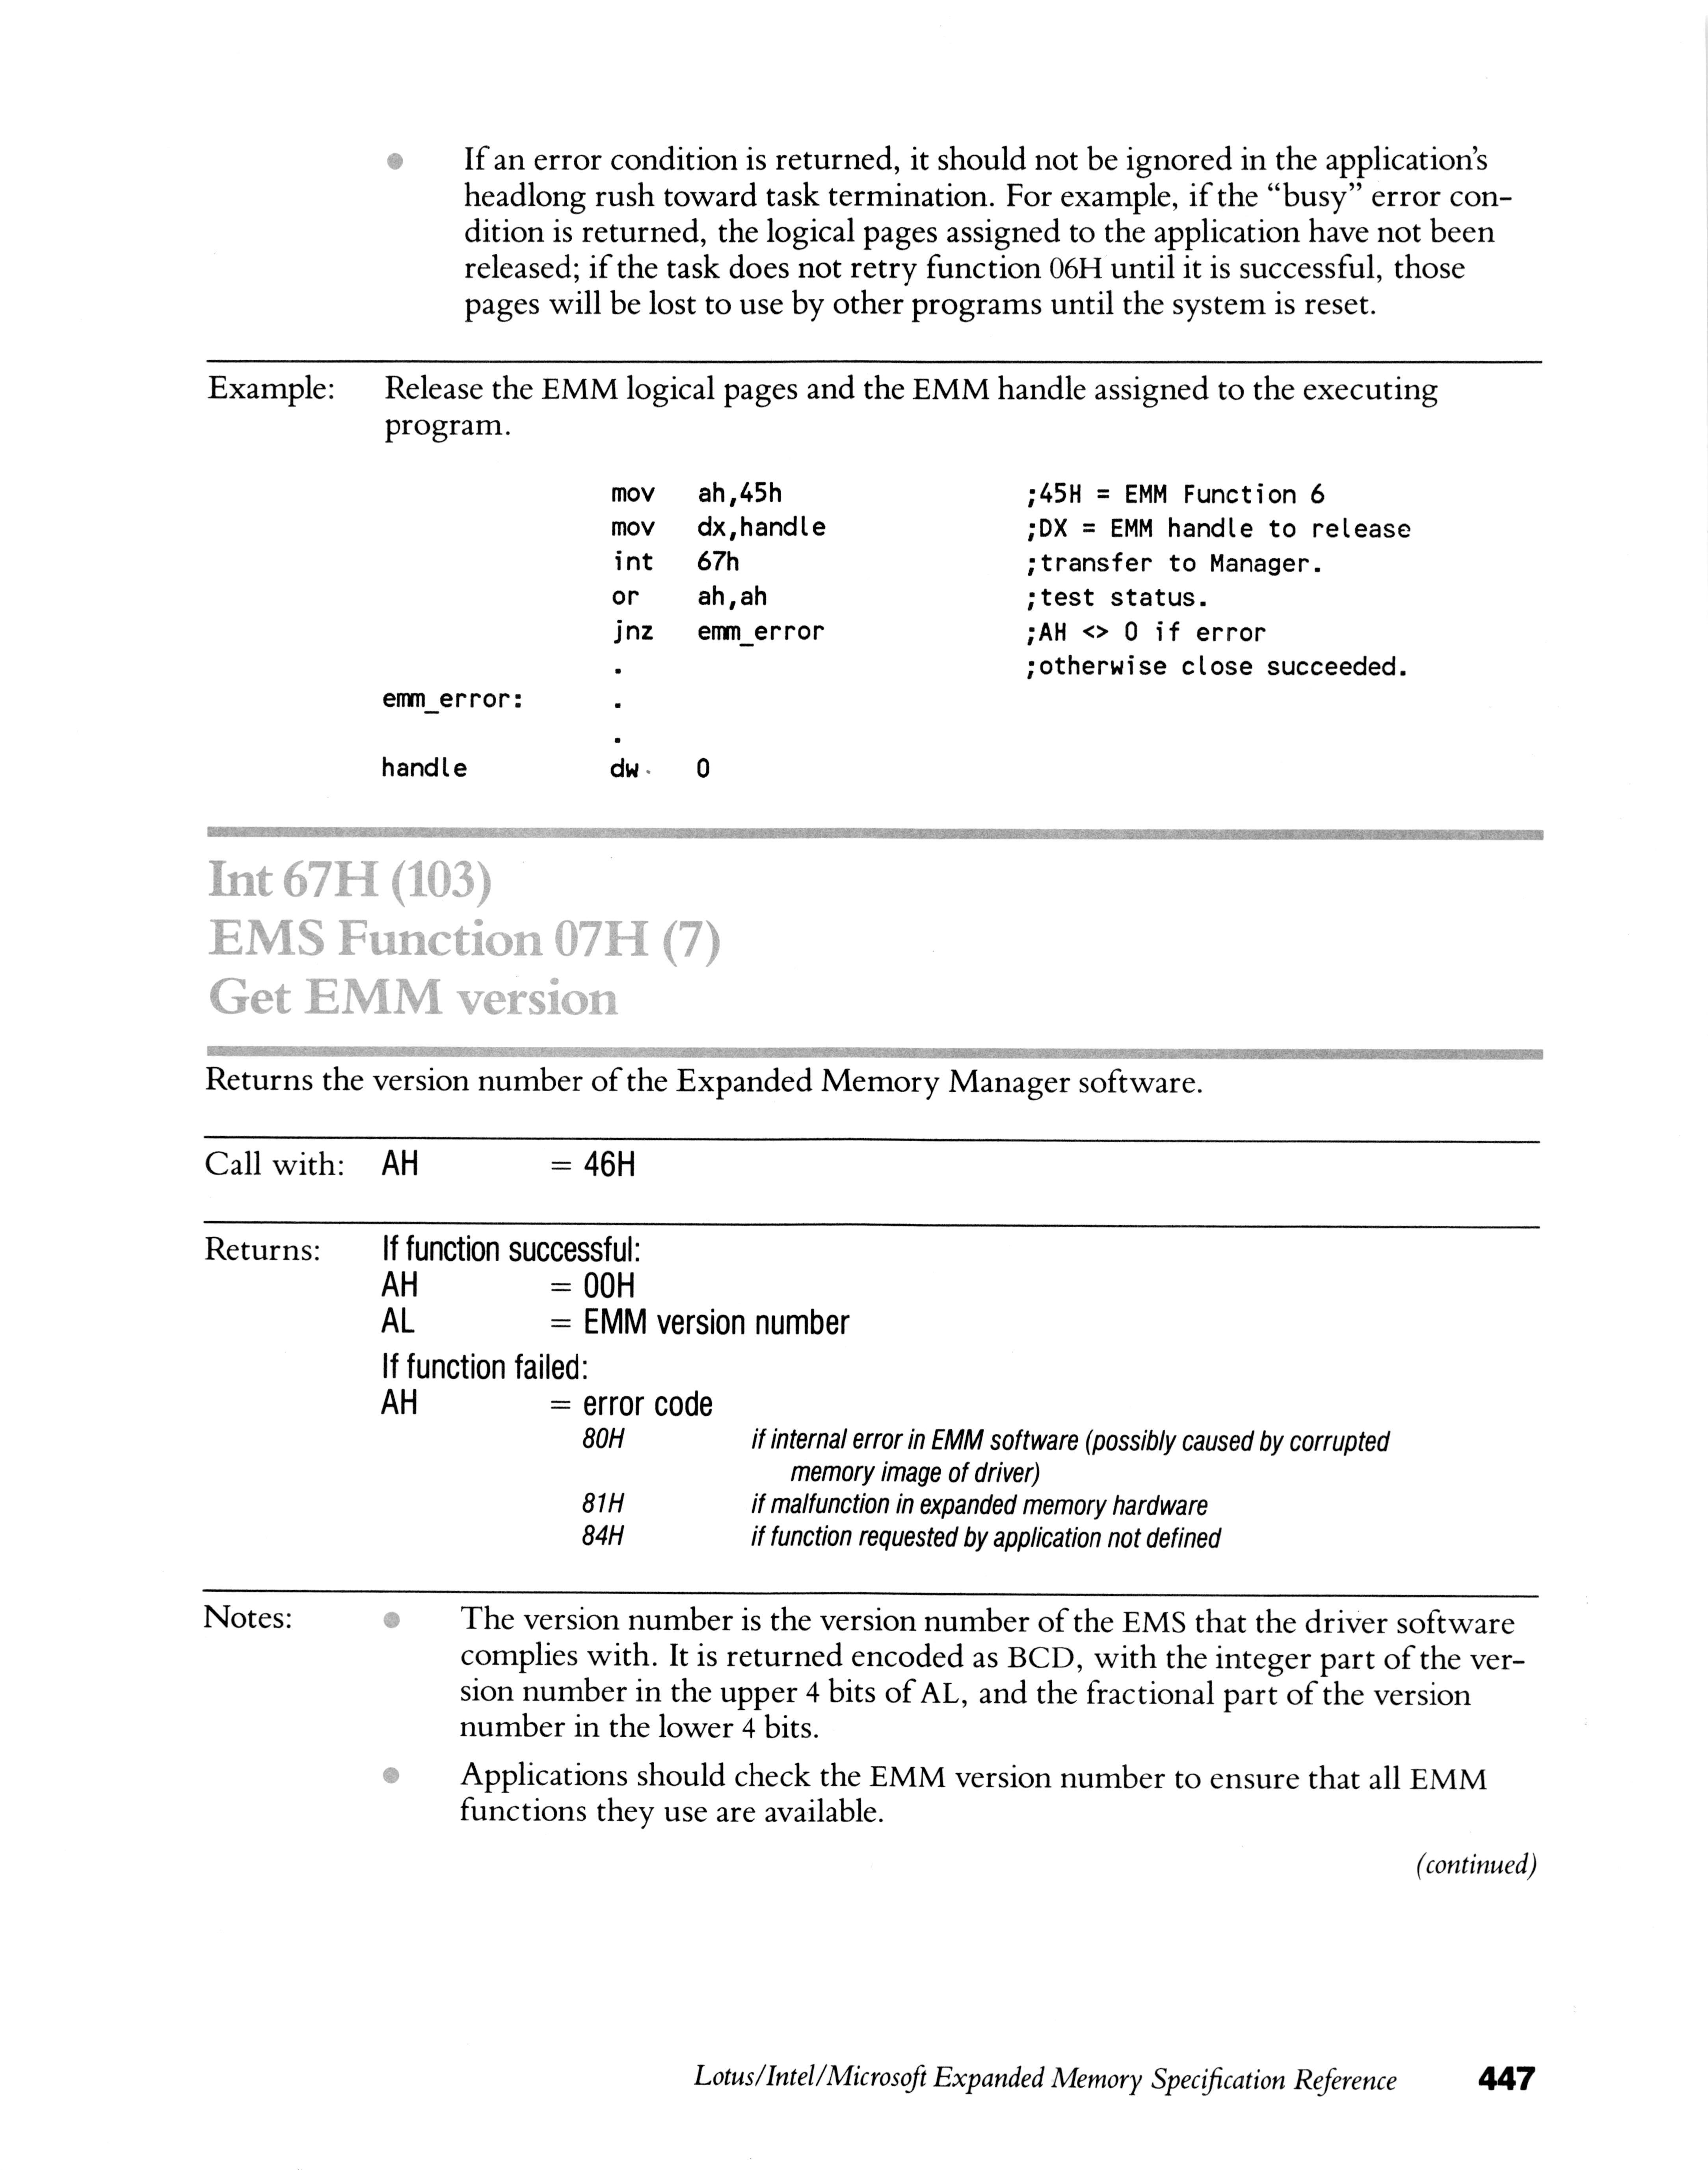 If an error condition is returned, it should not be ignored in the application's
headlong rush toward task termination. For example, if the “busy” error con-
dition is returned, the logical pages assigned to the application have not been
released; if the task does not retry function 06H until it is successful, those
pages will be lost to use by other programs until the system is reset.
Example: Release the EMM logical pages and the EMM handle assigned to the executing
program.
mov ah,45h ;45H = EMM Function 6
mov dx,handle ;DX = EMM handle to release
int 67h ;transfer to Manager.
or ah,ah ;test status.
jnz emm_error ;AH <> 0 if error
. ;otherwise close succeeded.
emm_error: .
.
handle dw 0
Int 67H (103)
EMS Function 07H (7)
Get EMM version
Returns the version number of the Expanded Memory Manager software.
Call with: AH = 46H
Returns: If function successful:
AH = 00H
AL = EMM version number
If function failed:
AH = error code
80H if internal error in EMM software (possibly caused by corrupted
memory image of driver)
81H if malfunction in expanded memory hardware
84H if function requested by application not defined
Notes: The version number is the version number of the EMS that the driver software
complies with. It is returned encoded as BCD, with the integer part of the ver-
sion number in the upper 4 bits of AL, and the fractional part of the version
number in the lower 4 bits.
Applications should check the EMM version number to ensure that all EMM
functions they use are available.
(continued)
Lotus/Intel/Microsoft Expanded Memory Specification Reference 447